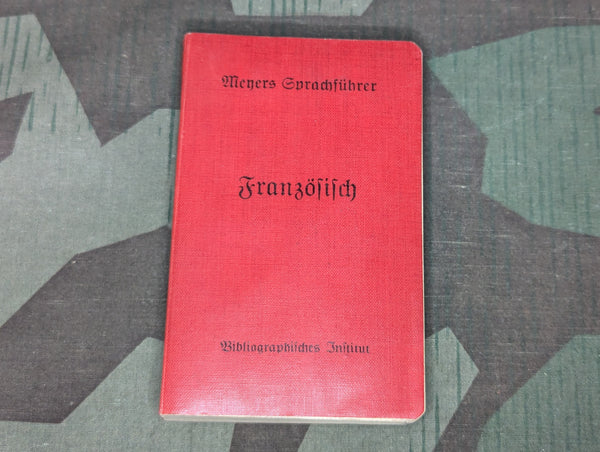 Meyers Sprachführer
Franzöſiſch
Bibliographiſches Inſtitut